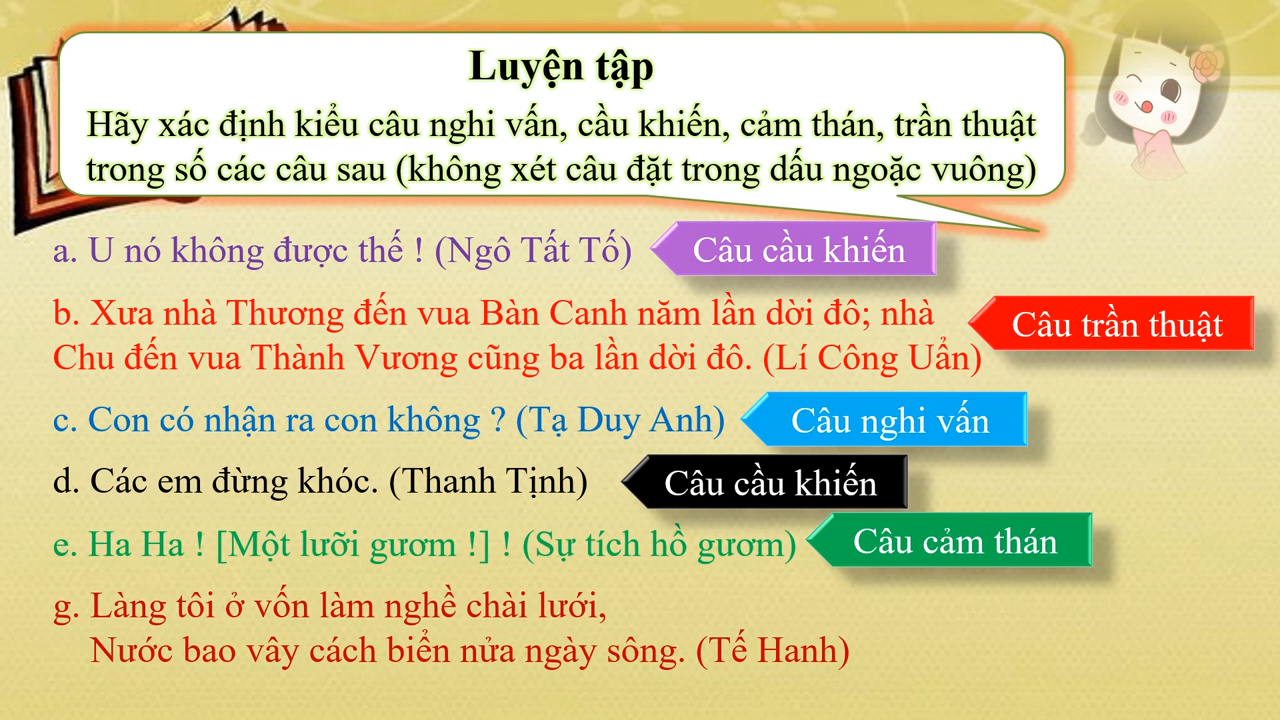 Luyện tập
Hãy xác định kiểu câu nghi vấn, cầu khiến, cảm thán, trần thuật
trong số các câu sau (không xét câu đặt trong dấu ngoặc vuông)
a. U nó không được thế ! (Ngô Tất Tố)
Câu cầu khiến
b. Xưa nhà Thương đến vua Bàn Canh năm lần dời đô; nhà
Chu đến vua Thành Vương cũng ba lần dời đô. (Lí Công Uẩn)
Câu trần thuật
c. Con có nhận ra con không ? (Tạ Duy Anh)
Câu nghi vấn
d. Các em đừng khóc. (Thanh Tịnh)
Câu cầu khiến
e. Ha Ha ! [Một lưỡi gươm !] ! (Sự tích hồ gươm)
Câu cảm thán
g. Làng tôi ở vốn làm nghề chài lưới,
Nước bao vây cách biển nửa ngày sông. (Tế Hanh)